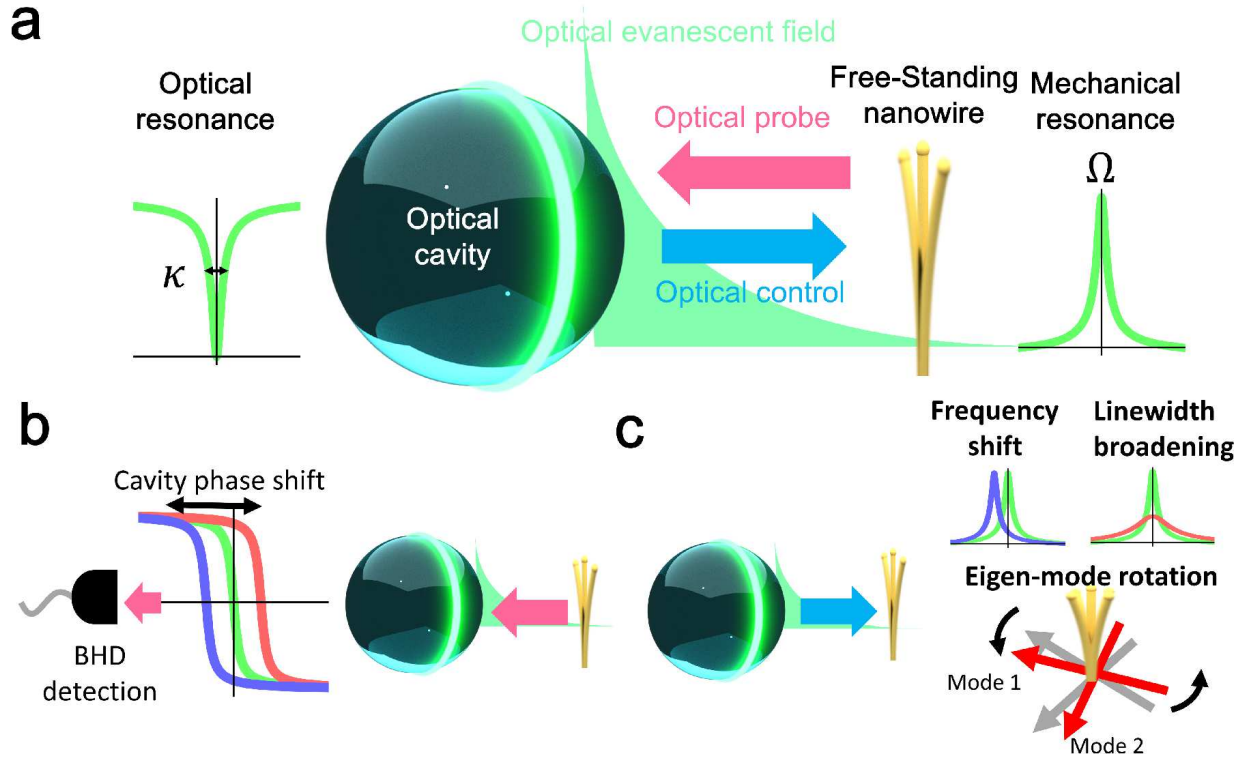 a
Optical evanescent field
Optical
resonance
Free-Standing
nanowire
Mechanical
resonance
Optical probe
Ω
Optical
cavity
κ
Optical control
b
Cavity phase shift
BHD
detection
c
Frequency
shift
Linewidth
broadening
Eigen-mode rotation
Mode 1
Mode 2